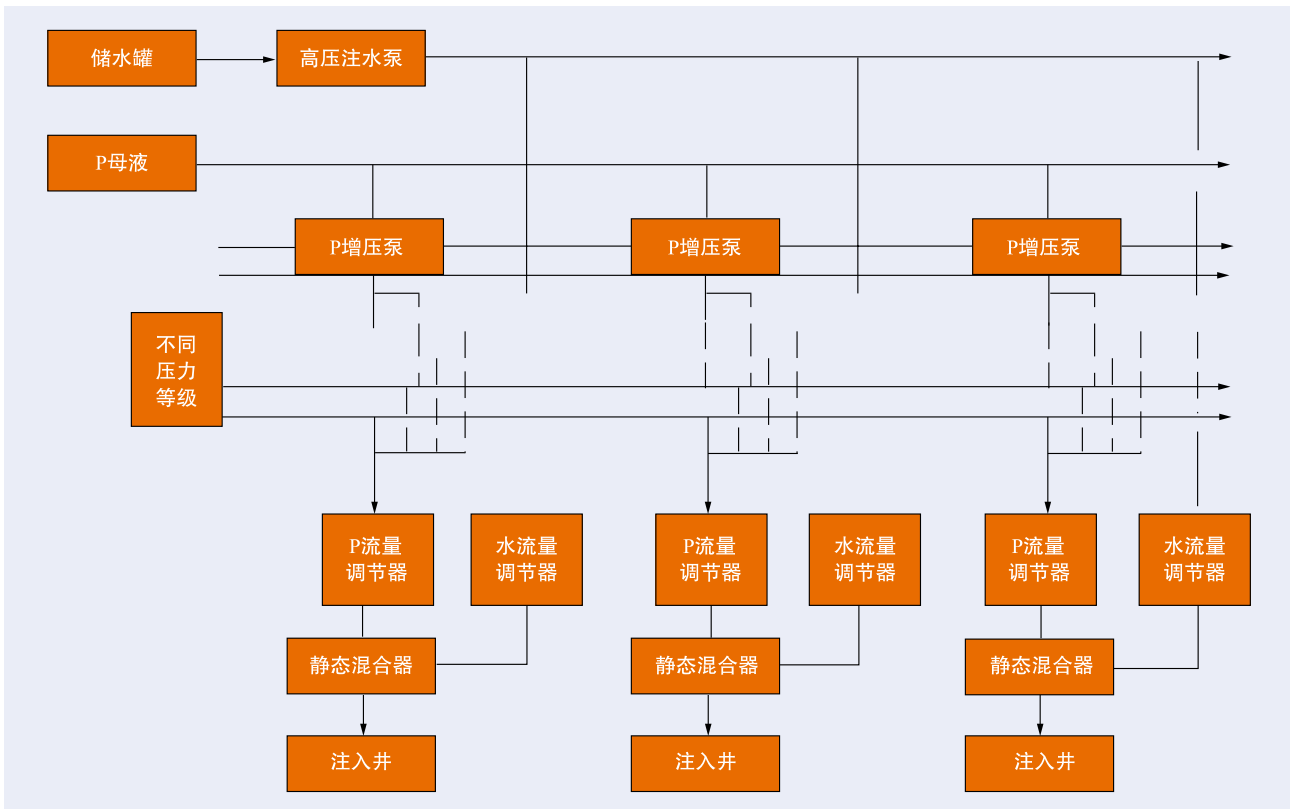 储水罐
高压注水泵
P母液
P增压泵
P增压泵
P增压泵
不同
压力
等级
P流量
调节器
水流量
调节器
P流量
调节器
水流量
调节器
P流量
调节器
水流量
调节器
静态混合器
静态混合器
静态混合器
注入井
注入井
注入井